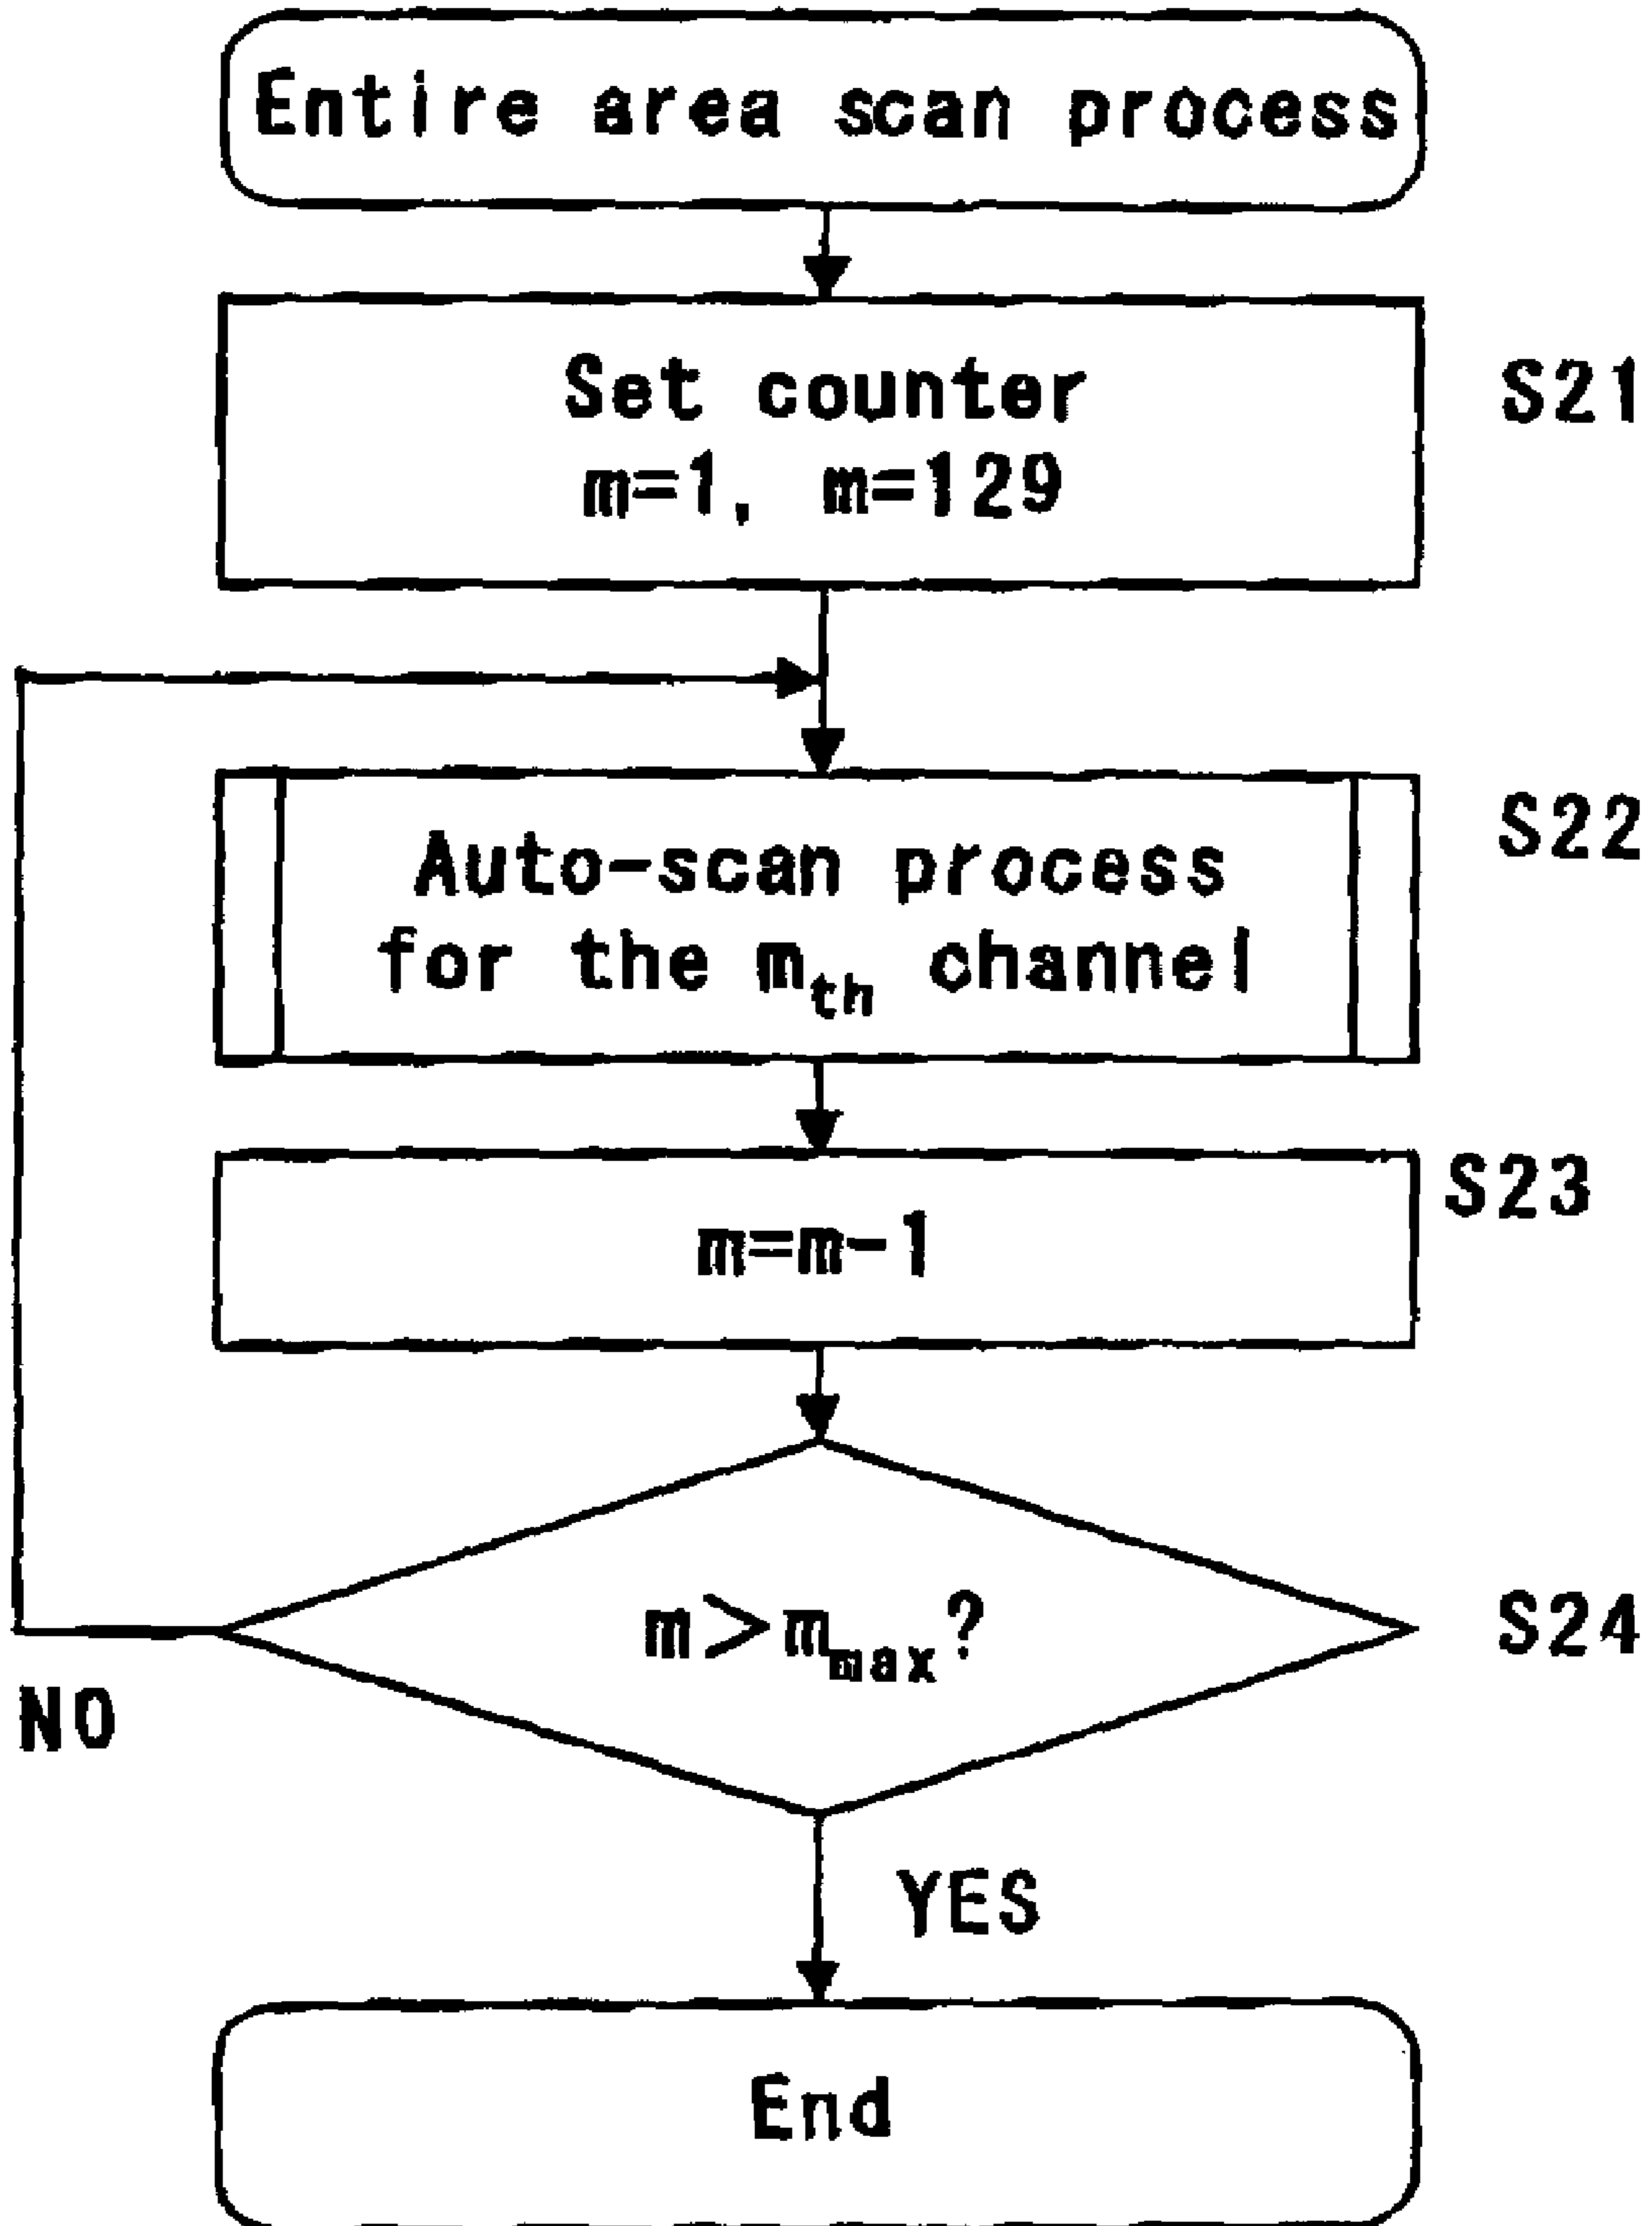 Entire area scan process
Set counter
m=1, m=129
S21
Auto-scan process
for the mth channel
S22
m=m-1
S23
m>mmax?
S24
NO
YES
End